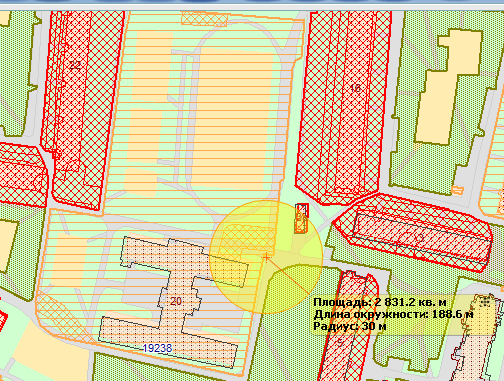 22
16
20
Площадь: 2 831.2 кв. м
Длина окружности: 188.6 м
Радиус: 30 м
19238